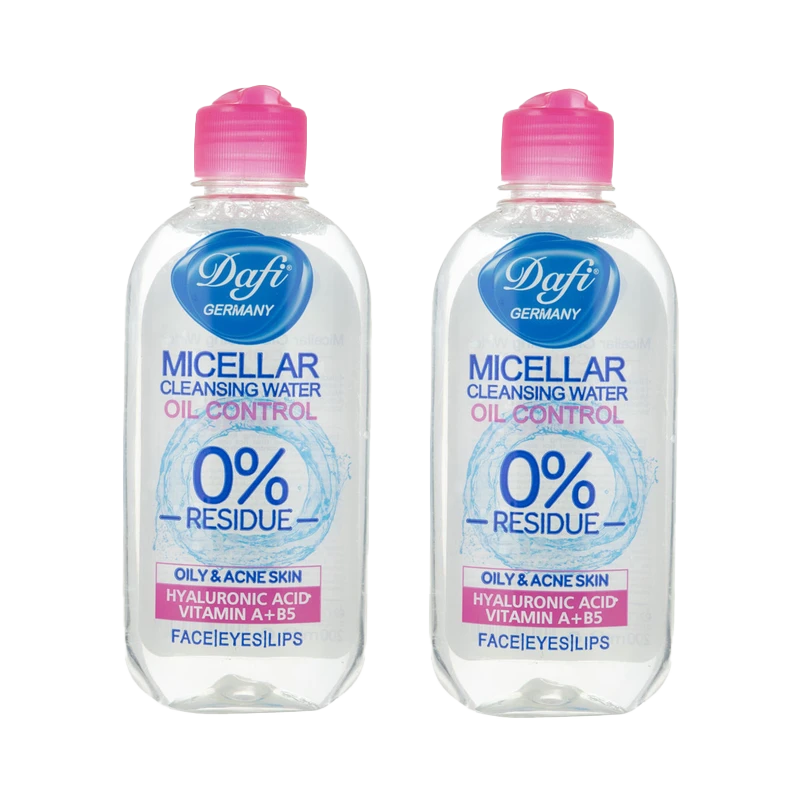 Dafi®
GERMANY
MICELLAR
CLEANSING WATER
OIL CONTROL
0%
RESIDUE
OILY & ACNE SKIN
HYALURONIC ACID
VITAMIN A+B5
FACE|EYES|LIPS
Dafi®
GERMANY
MICELLAR
CLEANSING WATER
OIL CONTROL
0%
RESIDUE
OILY & ACNE SKIN
HYALURONIC ACID
VITAMIN A+B5
FACE|EYES|LIPS